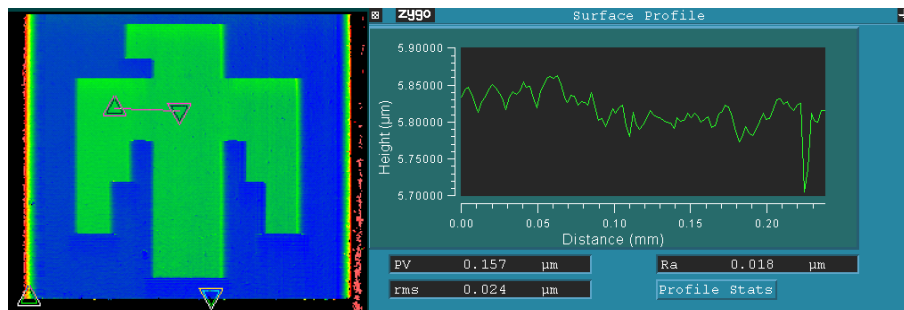 zygo Surface Profile
Height (µm)
5.90000
5.85000
5.80000
5.75000
5.70000
0.00 0.05 0.10 0.15 0.20
Distance (mm)
PV 0.157 µm Ra 0.018 µm
rms 0.024 µm Profile Stats